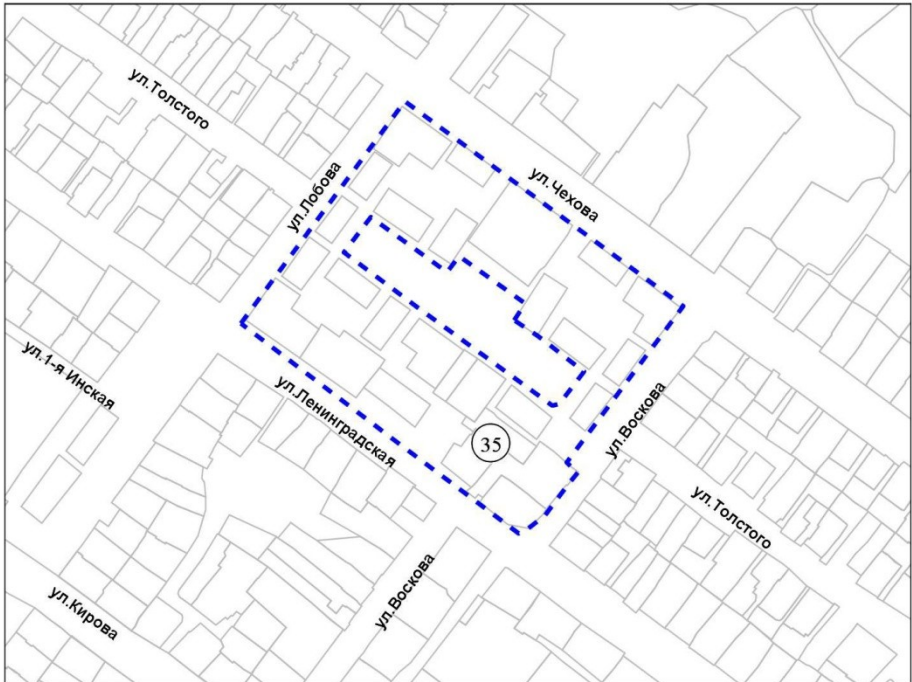 ул.Толстого
ул.Лобова
ул.Чехова
ул.1-я Инская
ул.Ленинградская
ул.Воскова
35
ул.Толстого
ул.Воскова
ул.Кирова